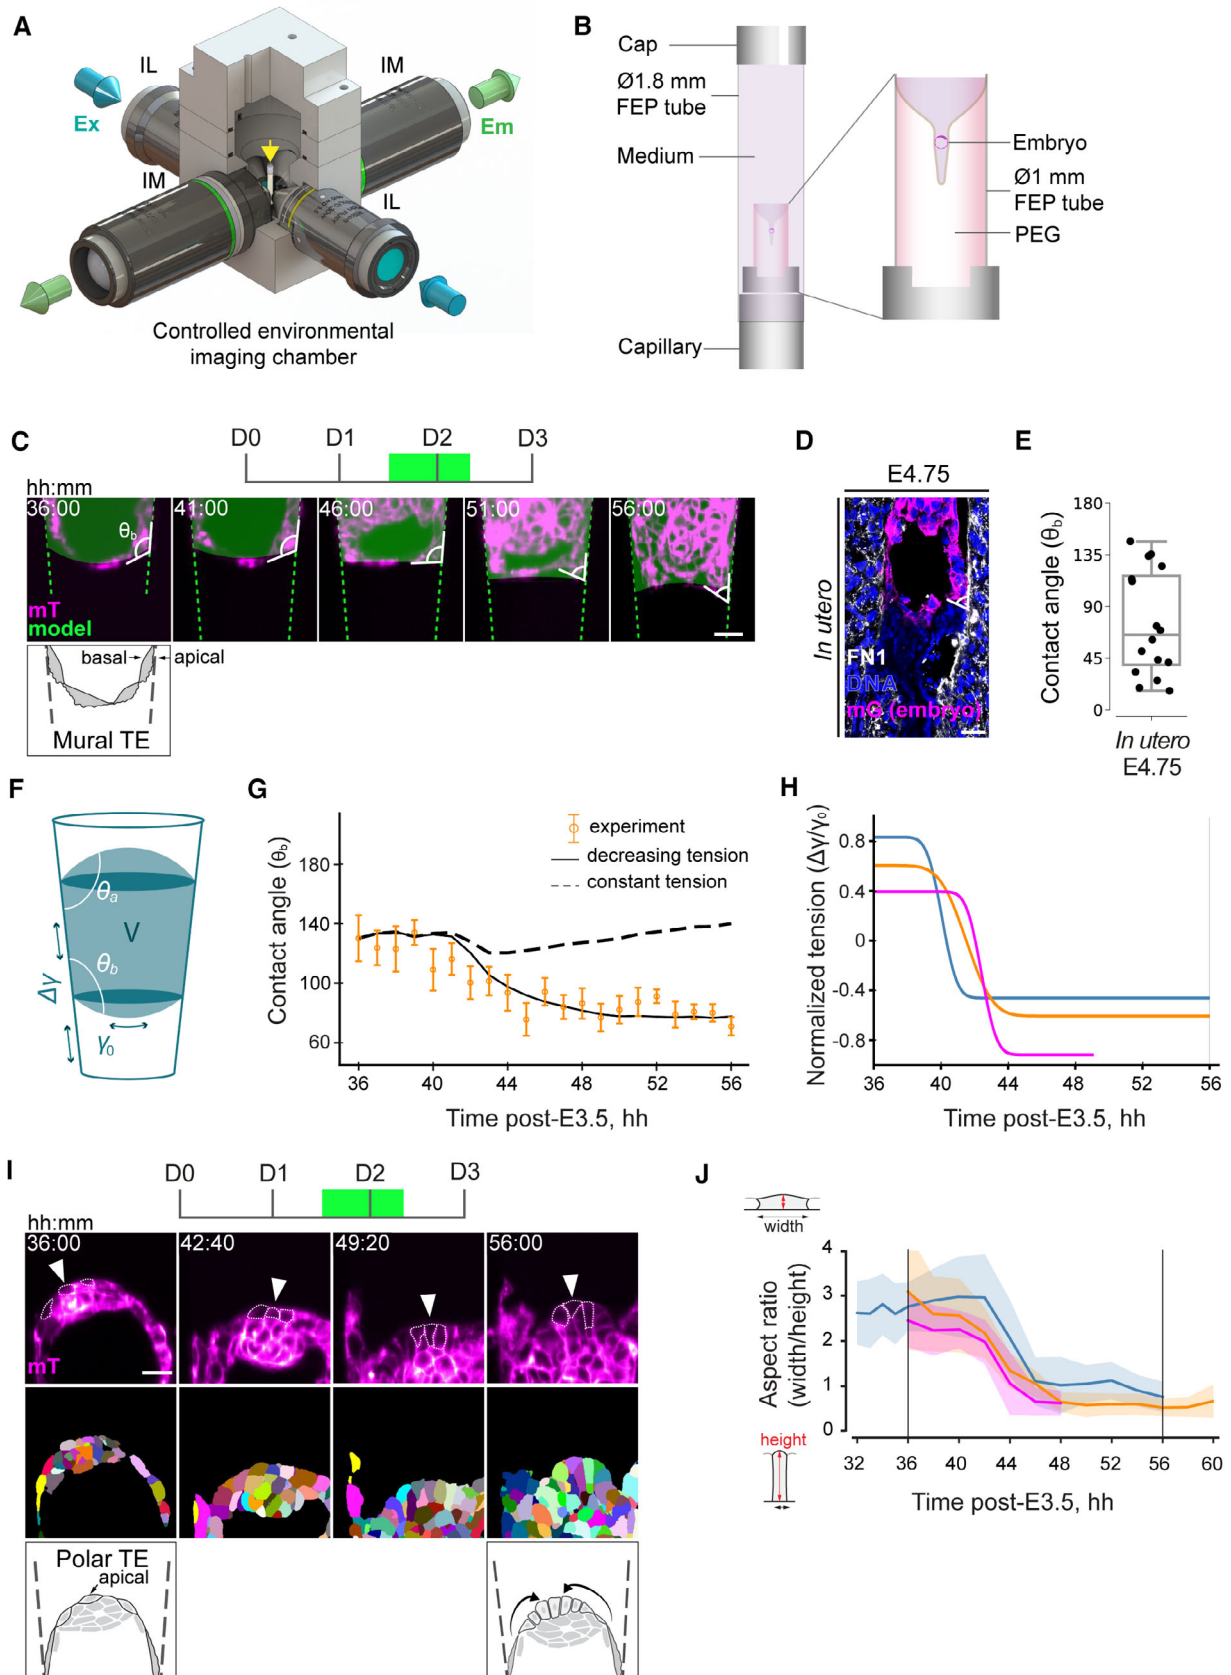 A
IL
IM
Ex
Em
IM
IL
Controlled environmental
imaging chamber
B
Cap
Ø1.8 mm
FEP tube
Medium
Capillary
Embryo
Ø1 mm
FEP tube
PEG
C
D0 D1 D2 D3
hh:mm
36:00 41:00 46:00 51:00 56:00
θb
mT
model
basal apical
Mural TE
D
E4.75
In utero
FN1
DNA
mG (embryo)
E
Contact angle (θb)
180
135
90
45
0
In utero
E4.75
F
θa
V
θb
Δγ
γ0
G
Contact angle (θb)
180
140
100
60
experiment
decreasing tension
constant tension
36 40 44 48 52 56
Time post-E3.5, hh
H
Normalized tension (Δγ/γ0)
0.8
0.4
0
-0.4
-0.8
36 40 44 48 52 56
Time post-E3.5, hh
I
D0 D1 D2 D3
hh:mm
36:00 42:40 49:20 56:00
mT
Polar TE
apical
J
width
height
Aspect ratio
(width/height)
4
3
2
1
0
32 36 40 44 48 52 56 60
Time post-E3.5, hh